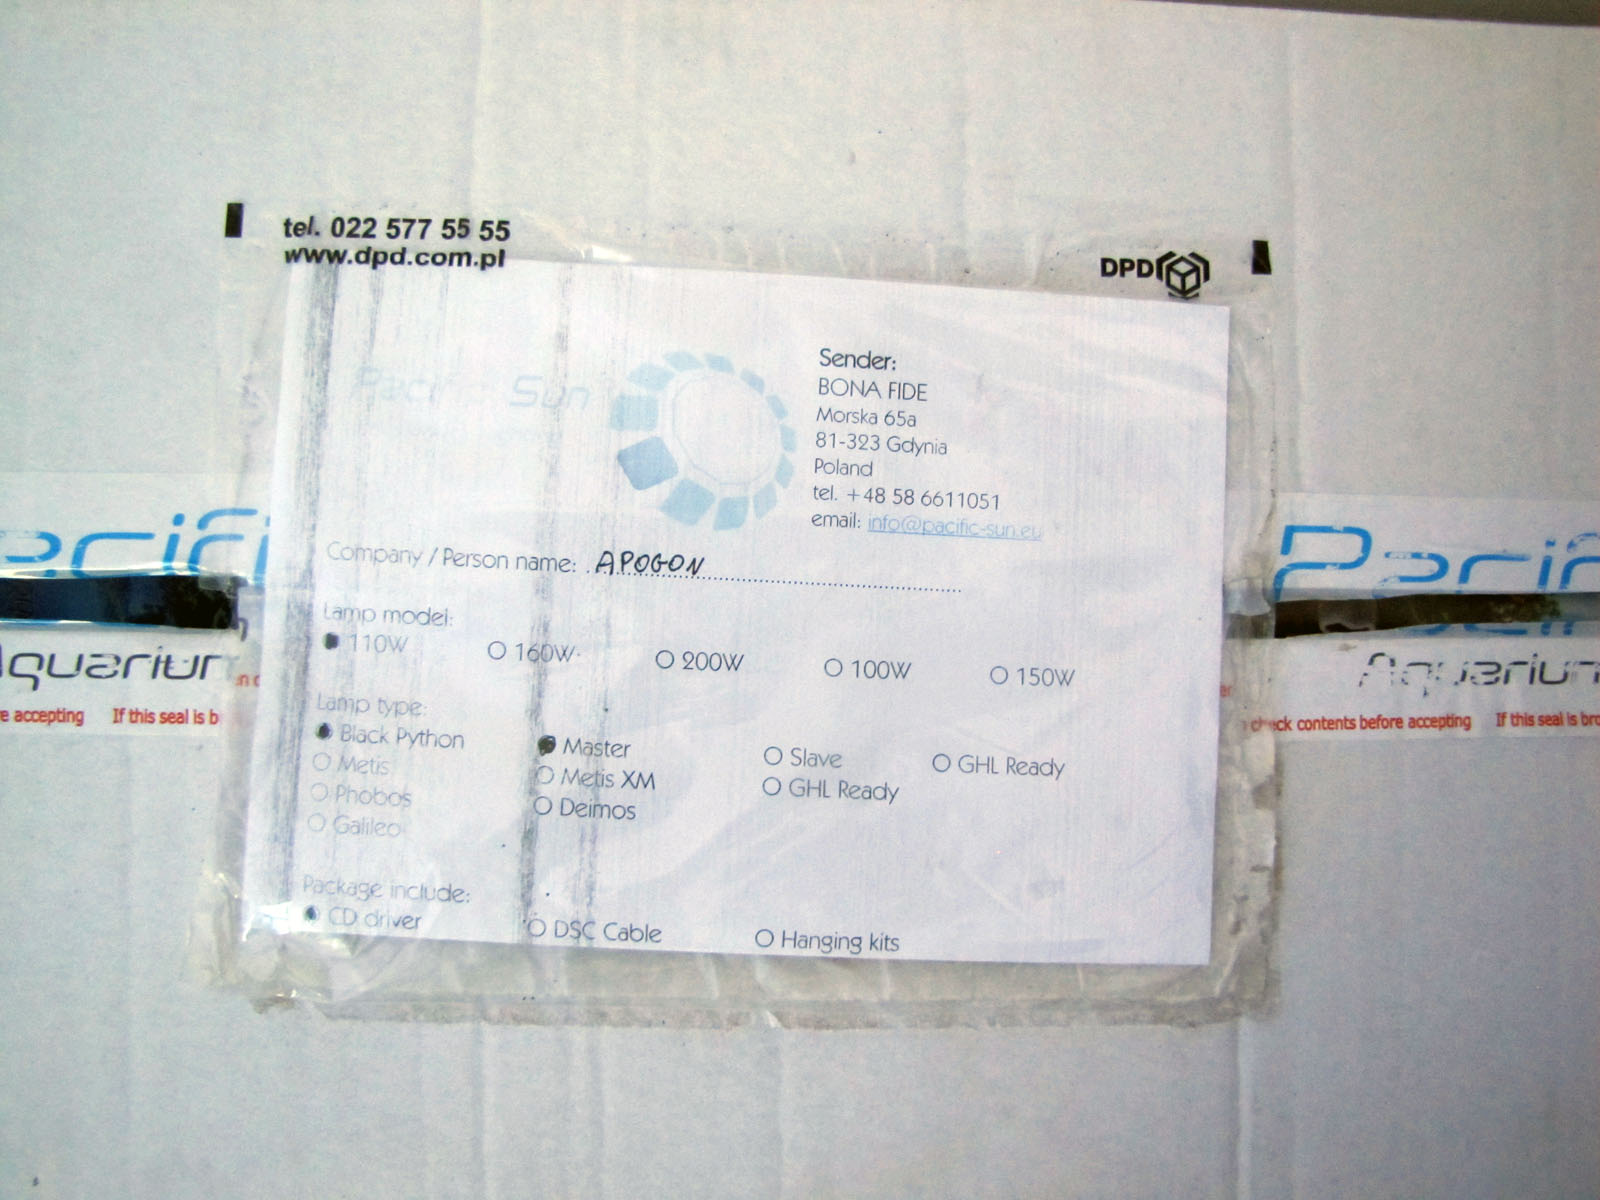 tel. 022 577 55 55
www.dpd.com.pl
DPD
Pacific Sun
Sender:
BONA FIDE
Morska 65a
81-323 Gdynia
Poland
tel. +48 58 6611051
email: info@pacific-sun.eu
Company / Person name: APOGON
Lamp model:
110W 160W 200W 100W 150W
Lamp type:
Black Python Master Slave GHL Ready
Metis Metis XM GHL Ready
Phobos Deimos
Galileo
Package include:
CD driver DSC Cable Hanging kits
acific
Aquarium
e accepting If this seal is b
Pacif
Aquarium
check contents before accepting If this seal is bro